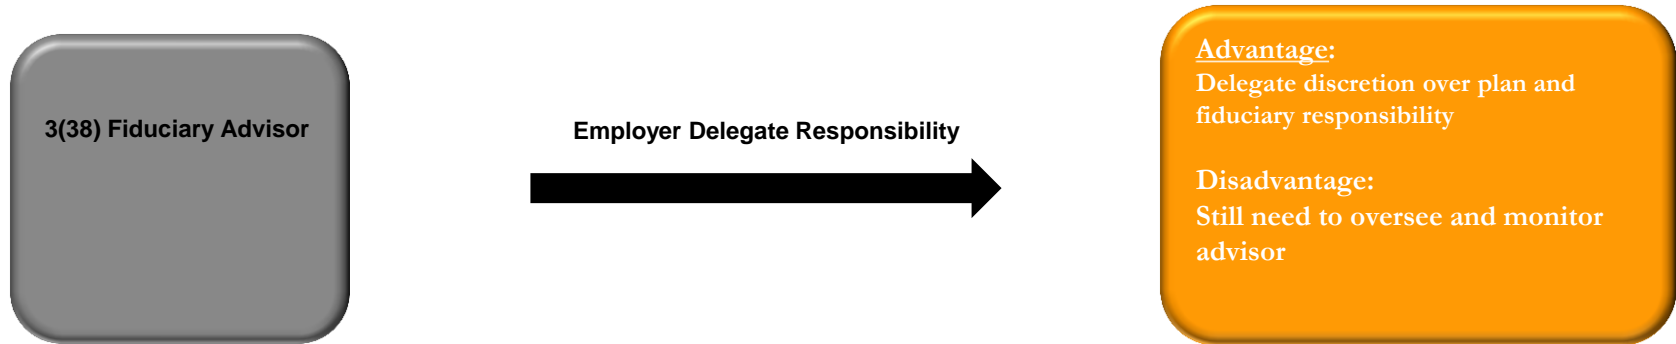 3(38) Fiduciary Advisor
Employer Delegate Responsibility
Advantage:
Delegate discretion over plan and
fiduciary responsibility
Disadvantage:
Still need to oversee and monitor
advisor